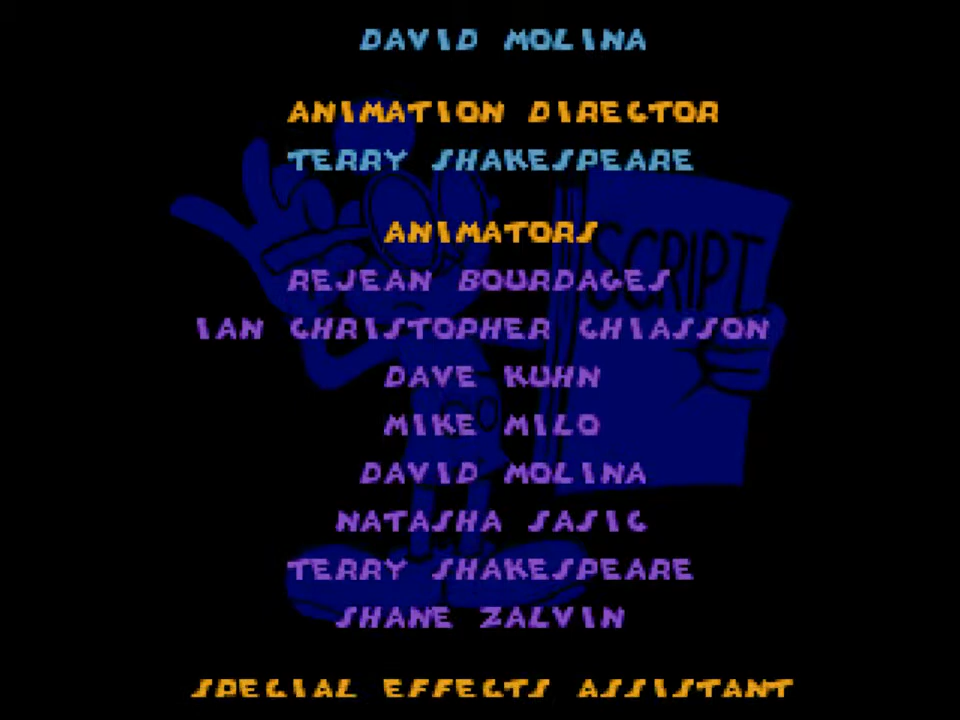 DAVID MOLINA
ANIMATION DIRECTOR
TERRY SHAKESPEARE
ANIMATORS
SCRIPT
REJEAN BOURDAGES
IAN CHRISTOPHER CHIASSON
DAVE KUHN
MIKE MILO
DAVID MOLINA
NATASHA SASIC
TERRY SHAKESPEARE
SHANE ZALVIN
SPECIAL EFFECTS ASSISTANT